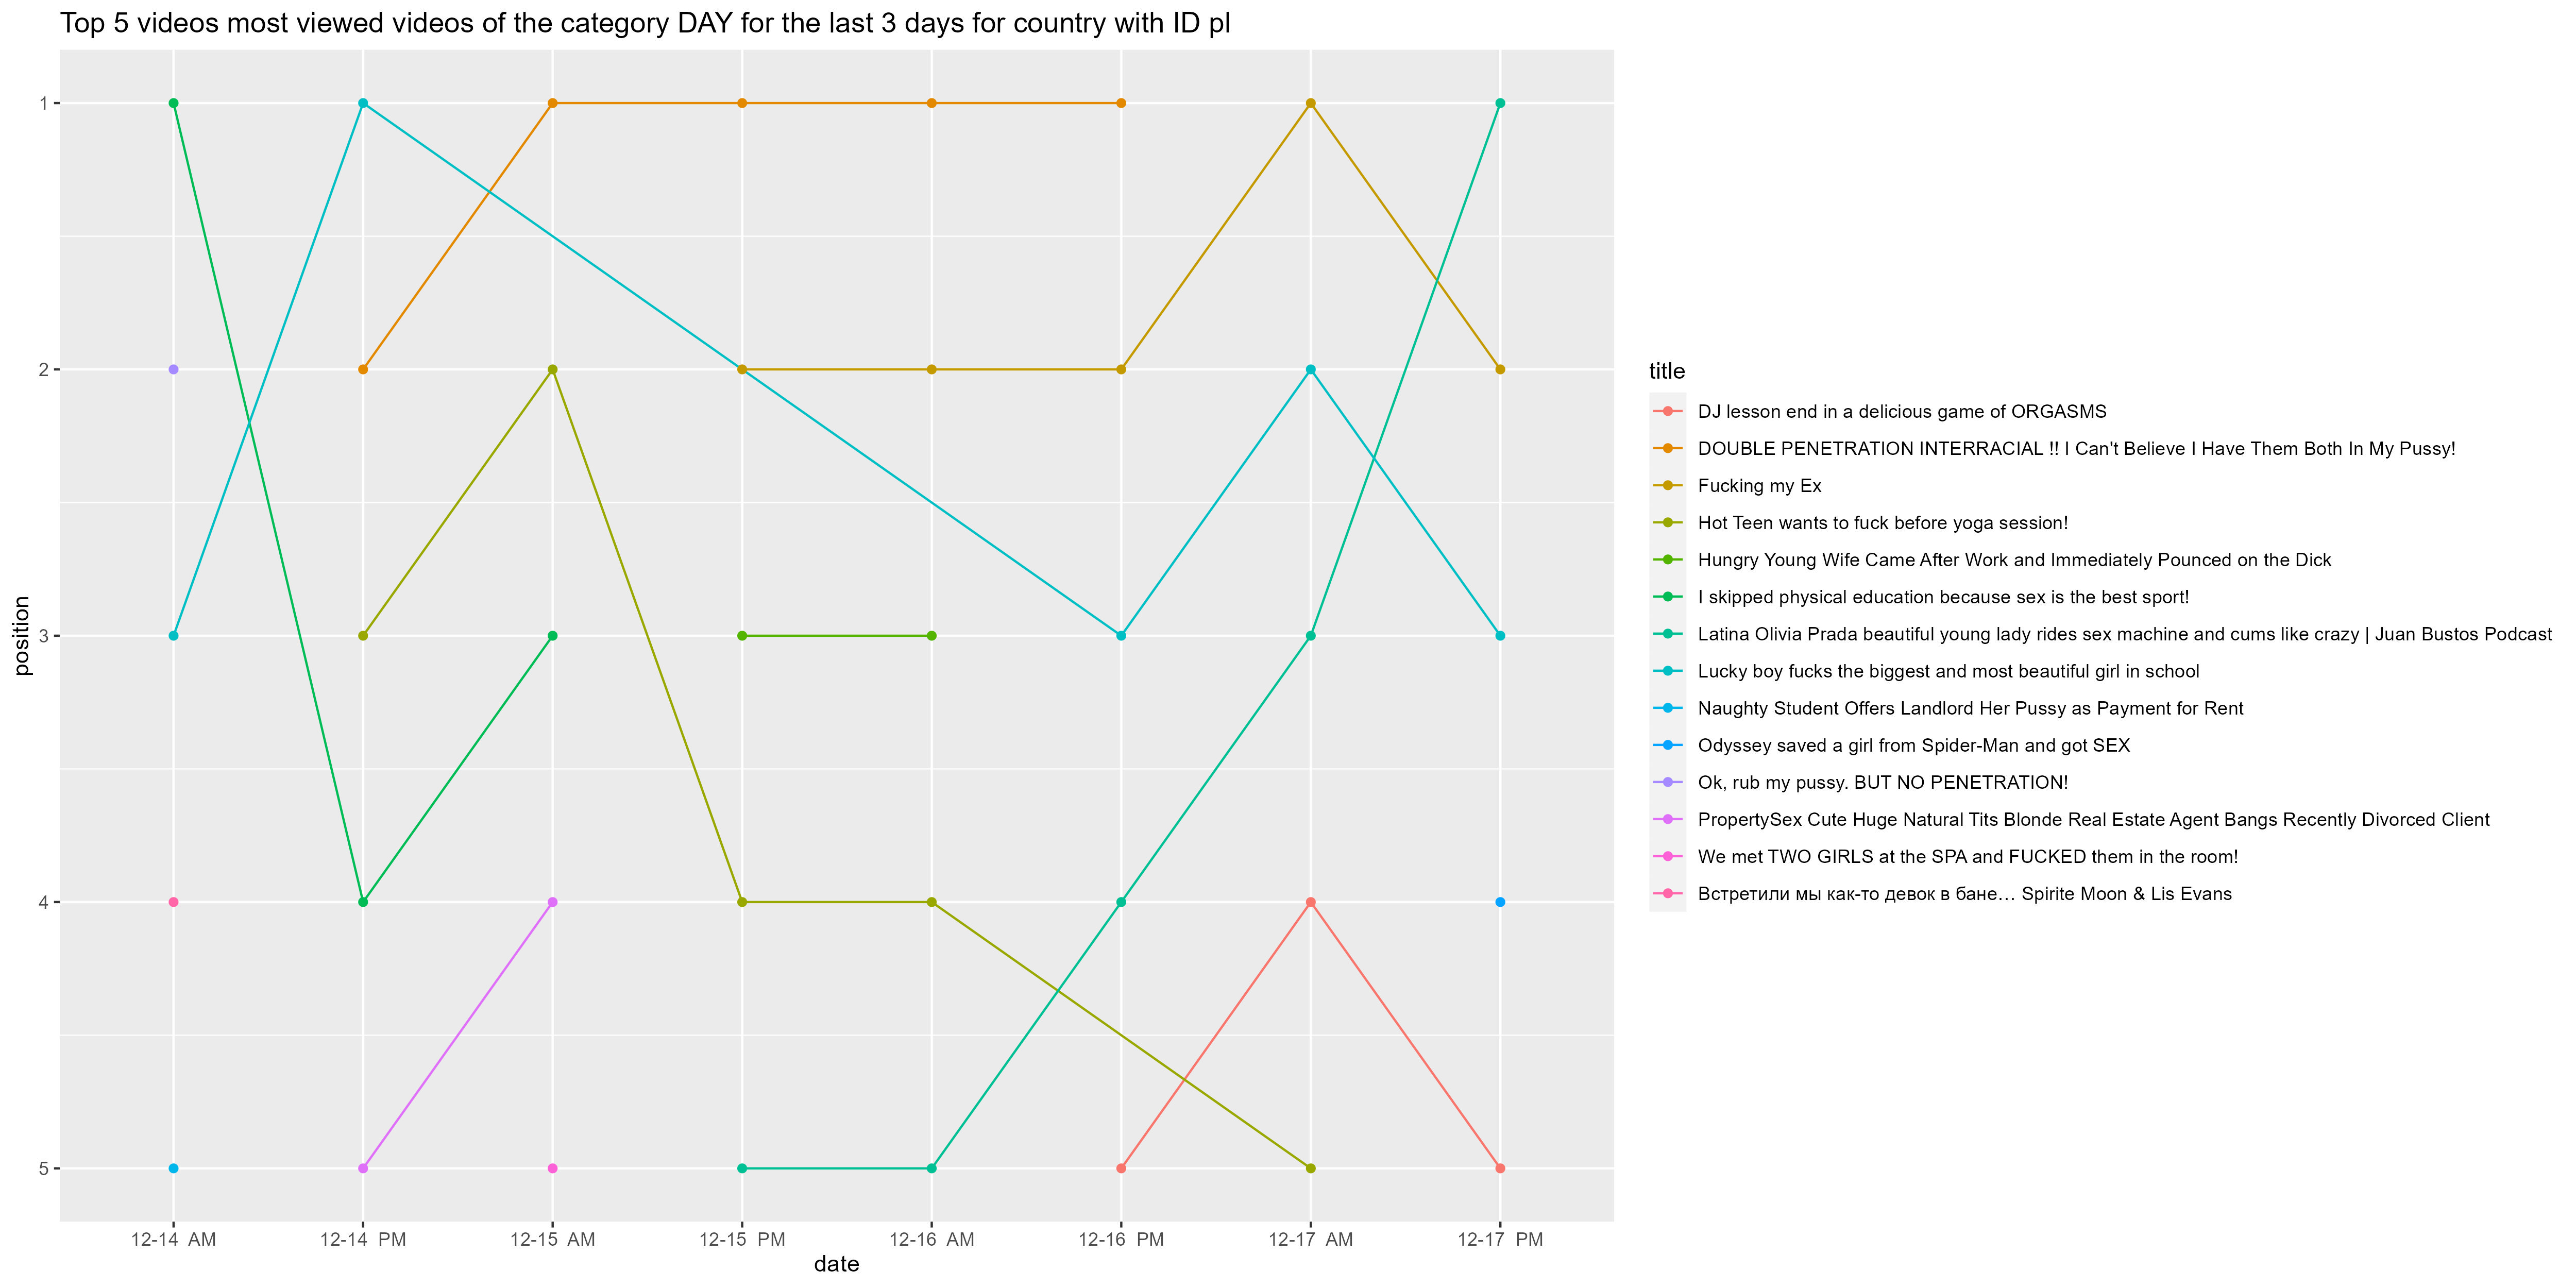 Top 5 videos most viewed videos of the category DAY for the last 3 days for country with ID pl
position
1
2
3
4
5
12-14 AM
12-14 PM
12-15 AM
12-15 PM
12-16 AM
12-16 PM
12-17 AM
12-17 PM
date
title
DJ lesson end in a delicious game of ORGASMS
DOUBLE PENETRATION INTERRACIAL !! I Can't Believe I Have Them Both In My Pussy!
Fucking my Ex
Hot Teen wants to fuck before yoga session!
Hungry Young Wife Came After Work and Immediately Pounced on the Dick
I skipped physical education because sex is the best sport!
Latina Olivia Prada beautiful young lady rides sex machine and cums like crazy | Juan Bustos Podcast
Lucky boy fucks the biggest and most beautiful girl in school
Naughty Student Offers Landlord Her Pussy as Payment for Rent
Odyssey saved a girl from Spider-Man and got SEX
Ok, rub my pussy. BUT NO PENETRATION!
PropertySex Cute Huge Natural Tits Blonde Real Estate Agent Bangs Recently Divorced Client
We met TWO GIRLS at the SPA and FUCKED them in the room!
Встретили мы как-то девок в бане… Spirite Moon & Lis Evans